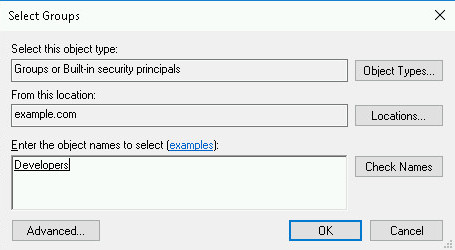 Select Groups
Select this object type:
Groups or Built-in security principals
Object Types...
From this location:
example.com
Locations...
Enter the object names to select (examples):
Developers
Check Names
Advanced...
OK
Cancel